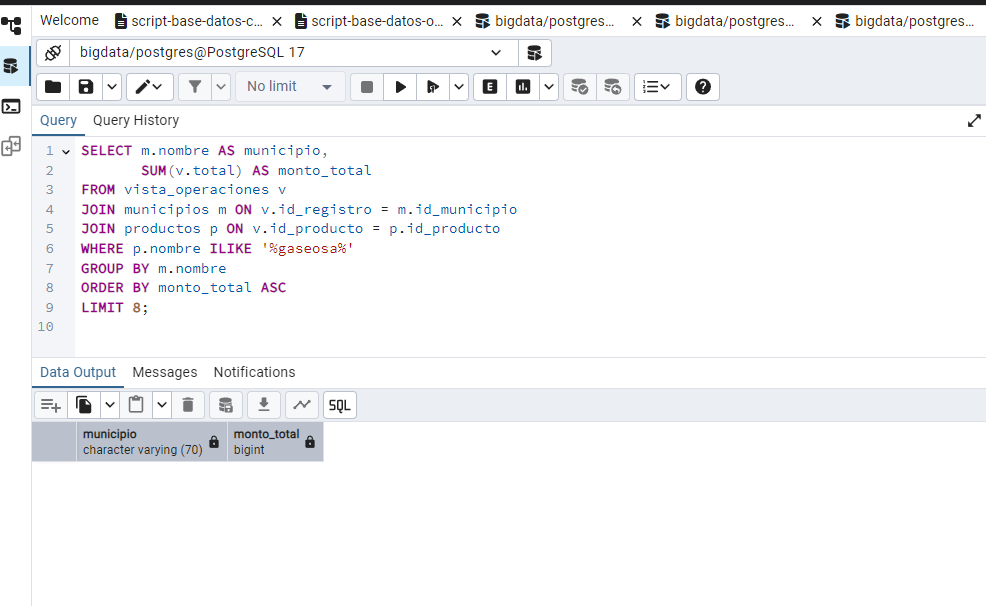 Welcome script-base-datos-c... script-base-datos-o... bigdata/postgres... bigdata/postgres... bigdata/postgres...
bigdata/postgres@PostgreSQL 17
No limit E SQL
Query Query History
1 SELECT m.nombre AS municipio,
2 SUM(v.total) AS monto_total
3 FROM vista_operaciones v
4 JOIN municipios m ON v.id_registro = m.id_municipio
5 JOIN productos p ON v.id_producto = p.id_producto
6 WHERE p.nombre ILIKE '%gaseosa%'
7 GROUP BY m.nombre
8 ORDER BY monto_total ASC
9 LIMIT 8;
10
Data Output Messages Notifications
SQL
municipio monto_total
character varying (70) bigint